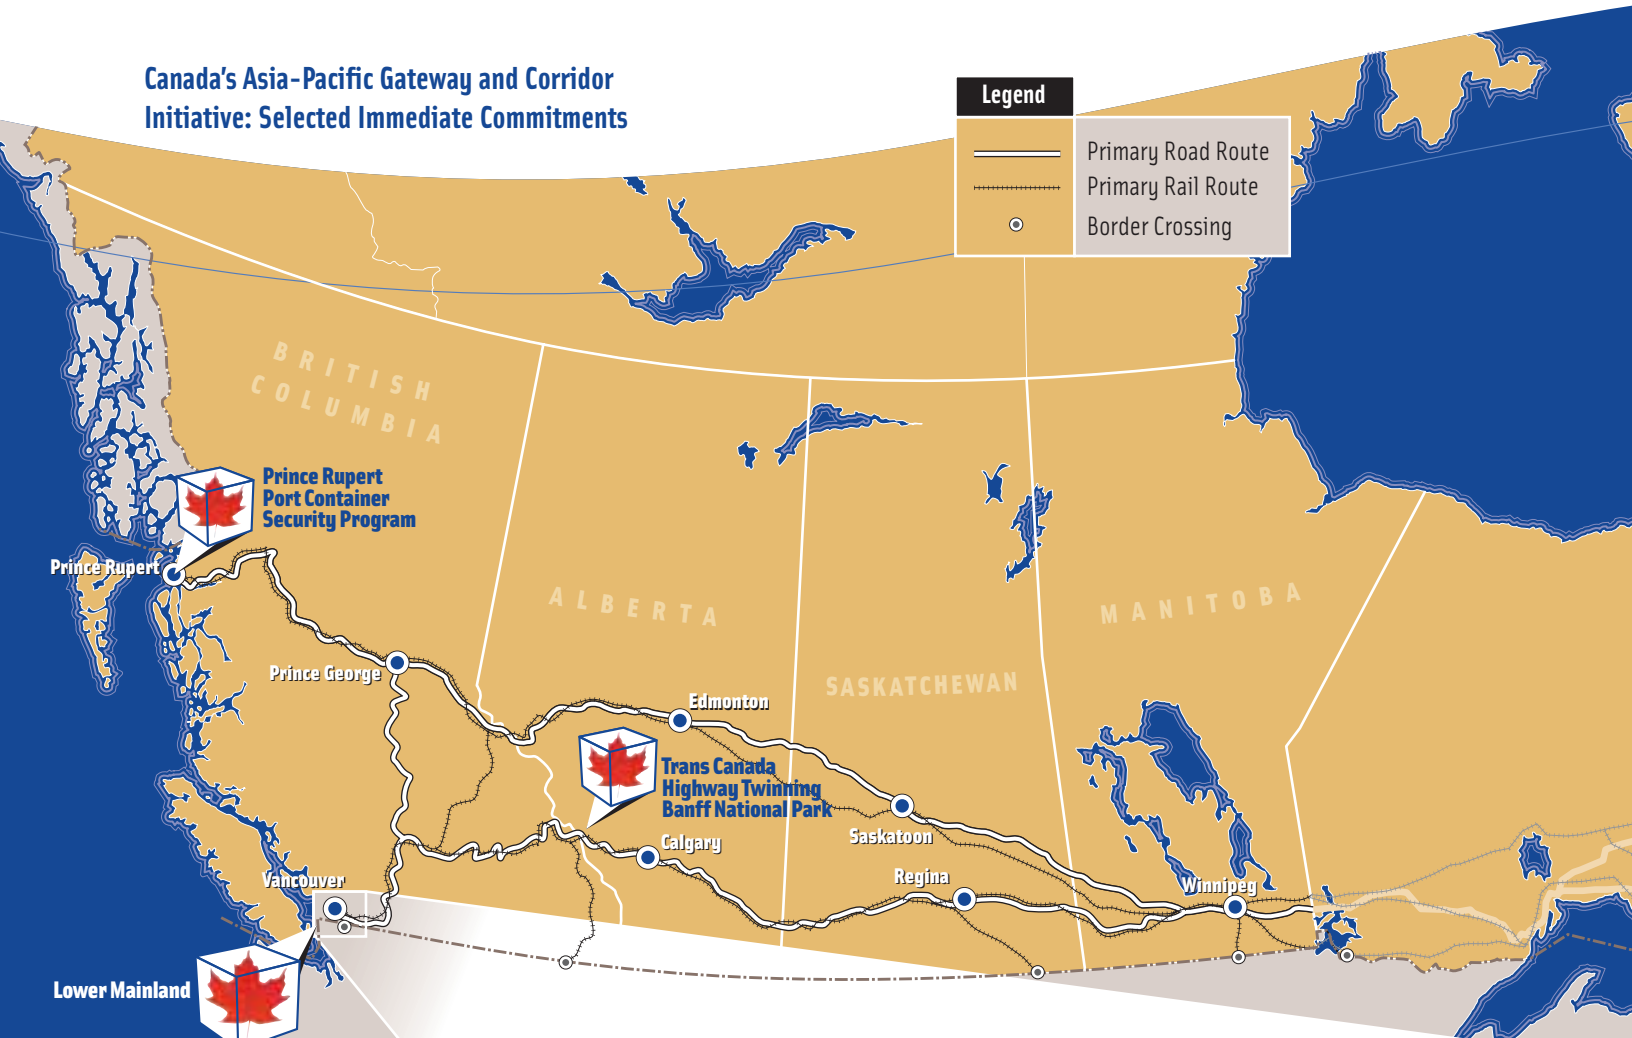 Canada's Asia-Pacific Gateway and Corridor
Initiative: Selected Immediate Commitments
Legend
Primary Road Route
Primary Rail Route
Border Crossing
BRITISH
COLUMBIA
Prince Rupert
Port Container
Security Program
Prince Rupert
ALBERTA
MANITOBA
SASKATCHEWAN
Prince George
Edmonton
Trans Canada
Highway Twinning
Banff National Park
Saskatoon
Calgary
Regina
Vancouver
Winnipeg
Lower Mainland